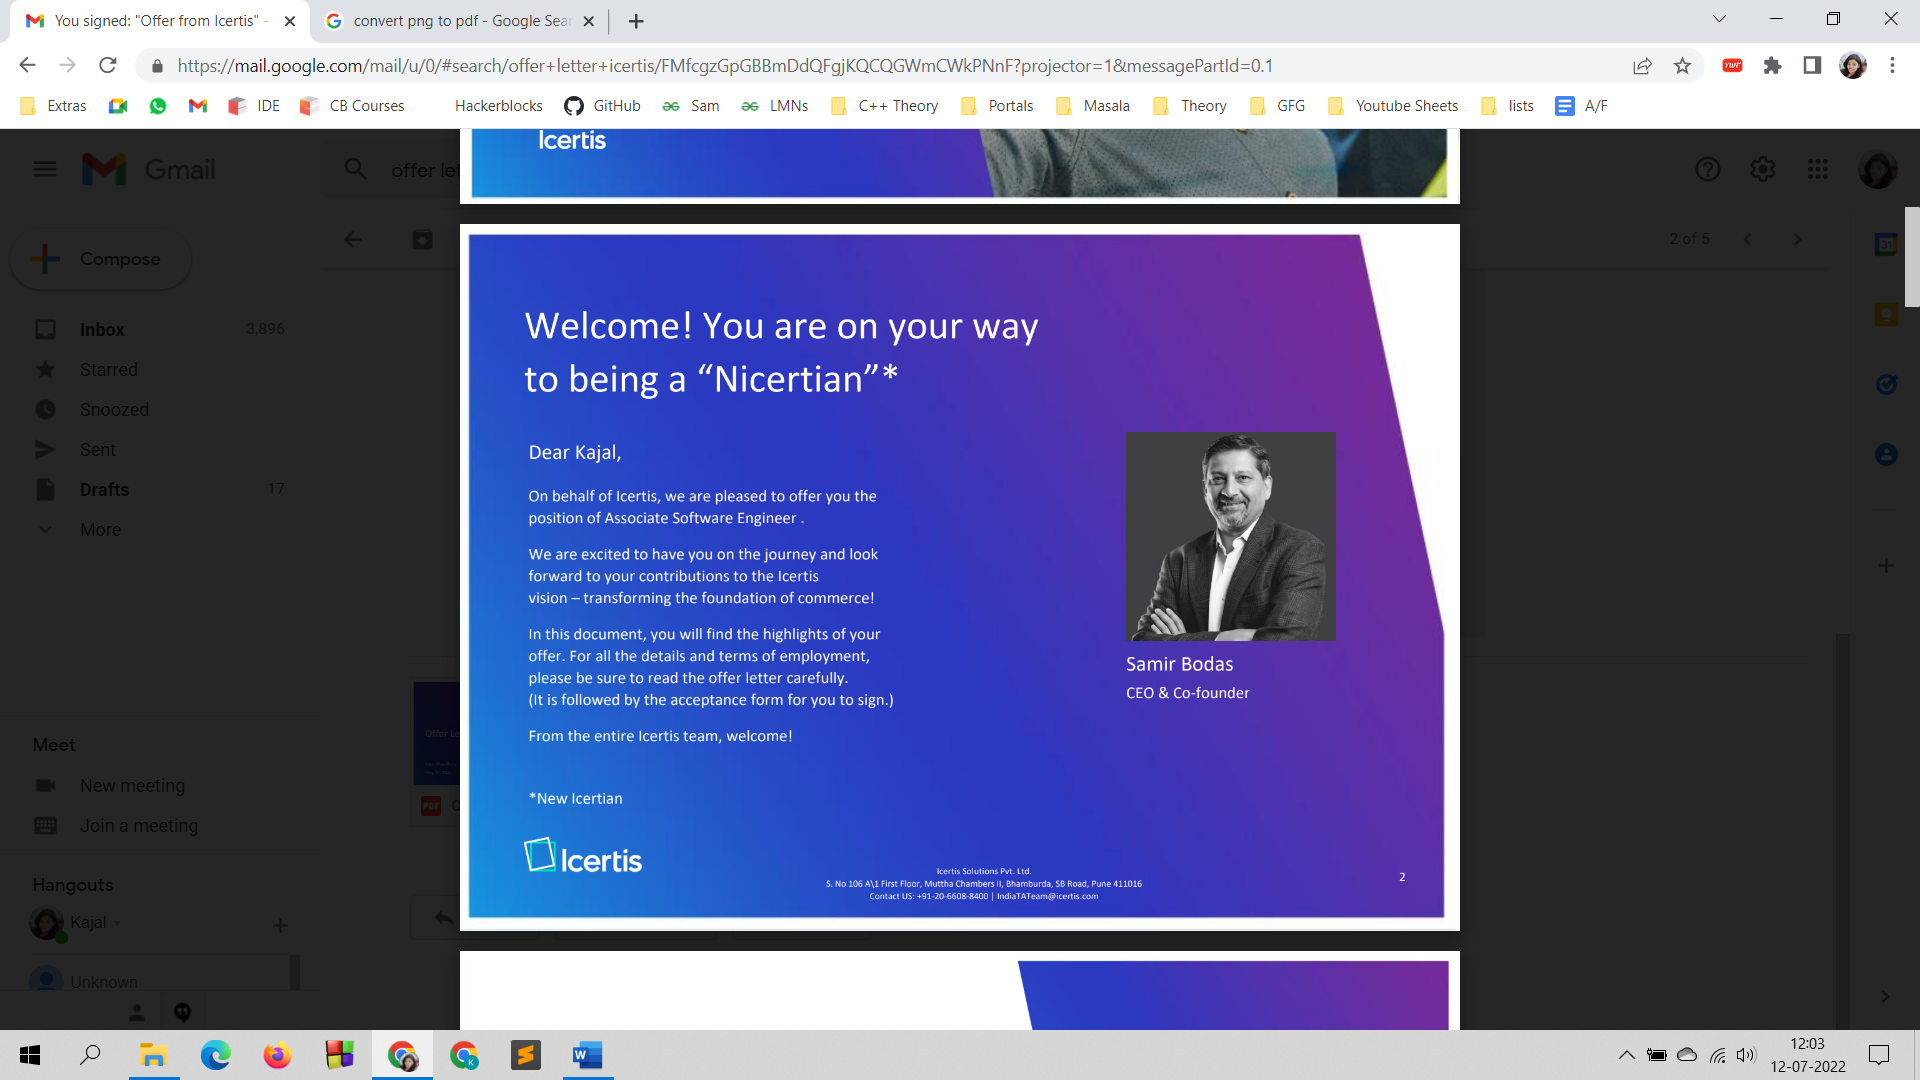 You signed: "Offer from Icertis" -
convert png to pdf - Google Sear
https://mail.google.com/mail/u/0/#search/offer+letter+icertis/FMfcgzGpGBBmDdQFgjKQCQGWmCWkPNnF?projector=1&messagePartId=0.1
Extras IDE CB Courses Hackerblocks GitHub Sam LMNs C++ Theory Portals Masala Theory GFG Youtube Sheets lists A/F
Icertis
Gmail
offer let
Compose
2 of 5
Inbox 3,896
Starred
Snoozed
Sent
Drafts 17
More
Welcome! You are on your way
to being a “Nicertian”*
Dear Kajal,
On behalf of Icertis, we are pleased to offer you the
position of Associate Software Engineer .
We are excited to have you on the journey and look
forward to your contributions to the Icertis
vision – transforming the foundation of commerce!
In this document, you will find the highlights of your
offer. For all the details and terms of employment,
please be sure to read the offer letter carefully.
(It is followed by the acceptance form for you to sign.)
From the entire Icertis team, welcome!
*New Icertian
Samir Bodas
CEO & Co-founder
Icertis
Icertis Solutions Pvt. Ltd.
S. No 106 A\1 First Floor, Muttha Chambers II, Bhamburda, SB Road, Pune 411016
Contact US: +91-20-6608-8400 | IndiaTATeam@icertis.com
2
Meet
New meeting
Join a meeting
Hangouts
Kajal
Unknown
PDF
31
12:03
12-07-2022